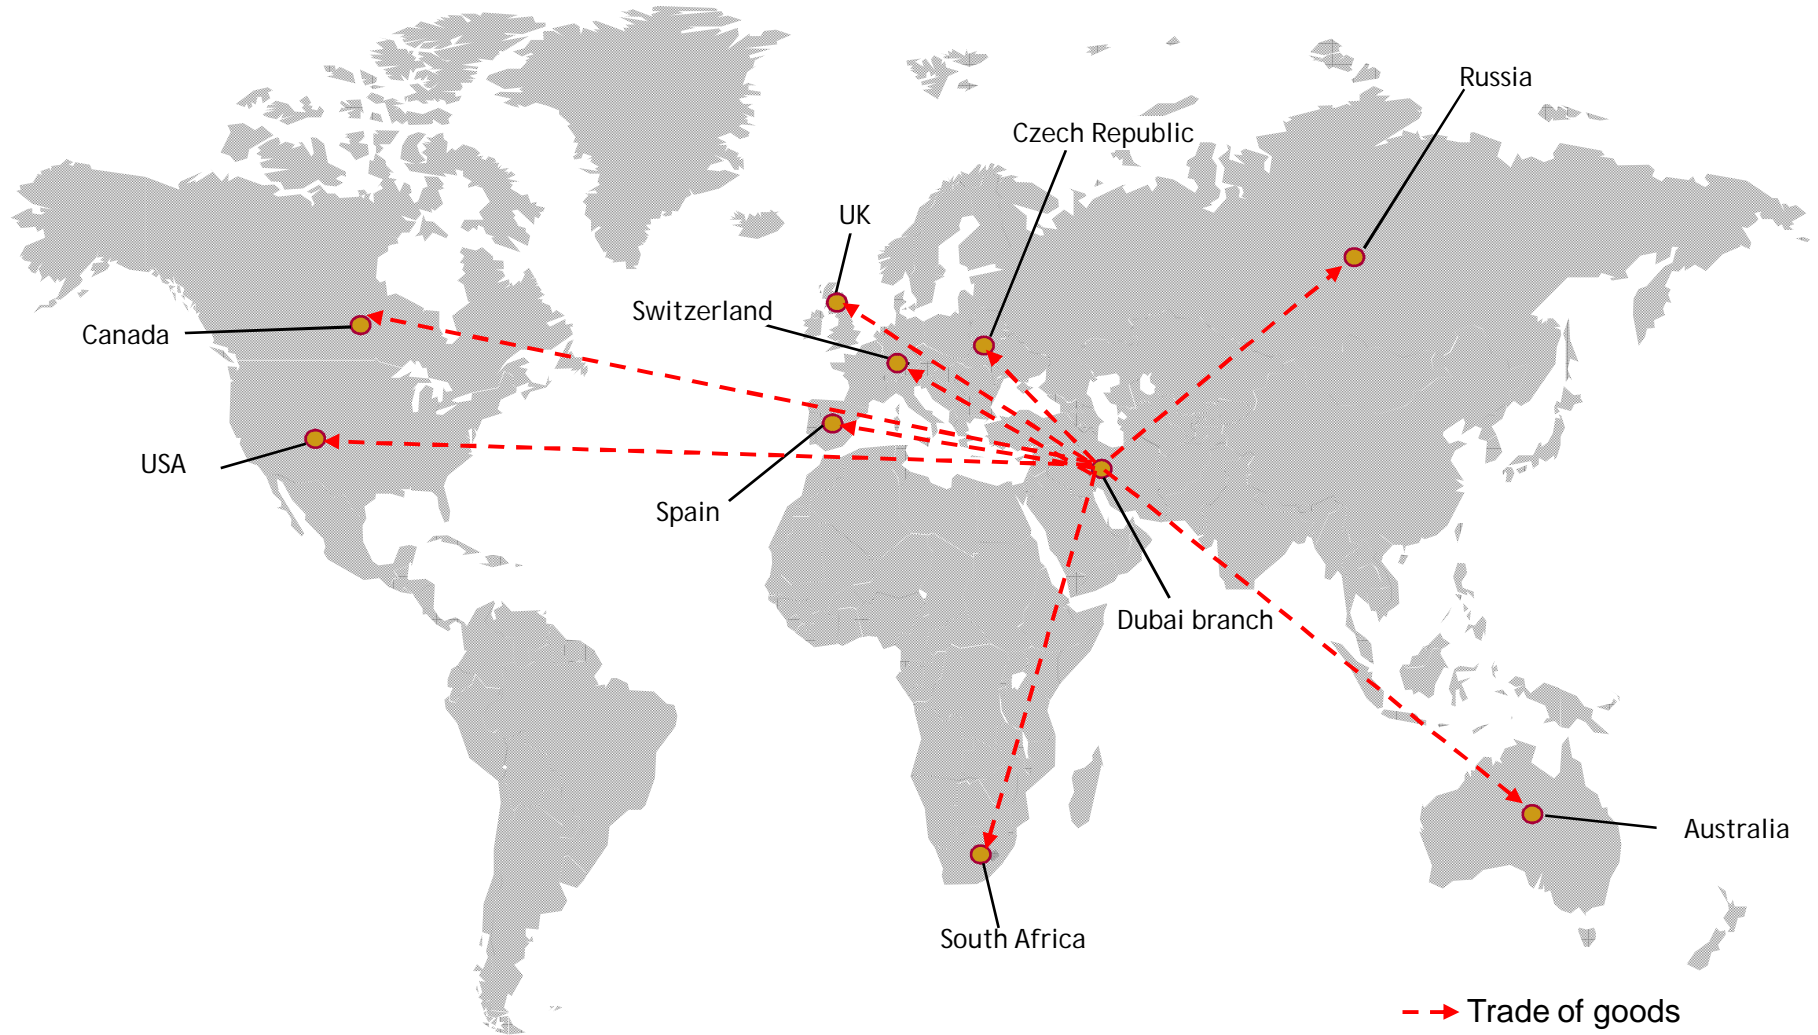 Russia
Czech Republic
UK
Switzerland
Canada
USA
Spain
Dubai branch
Australia
South Africa
Trade of goods